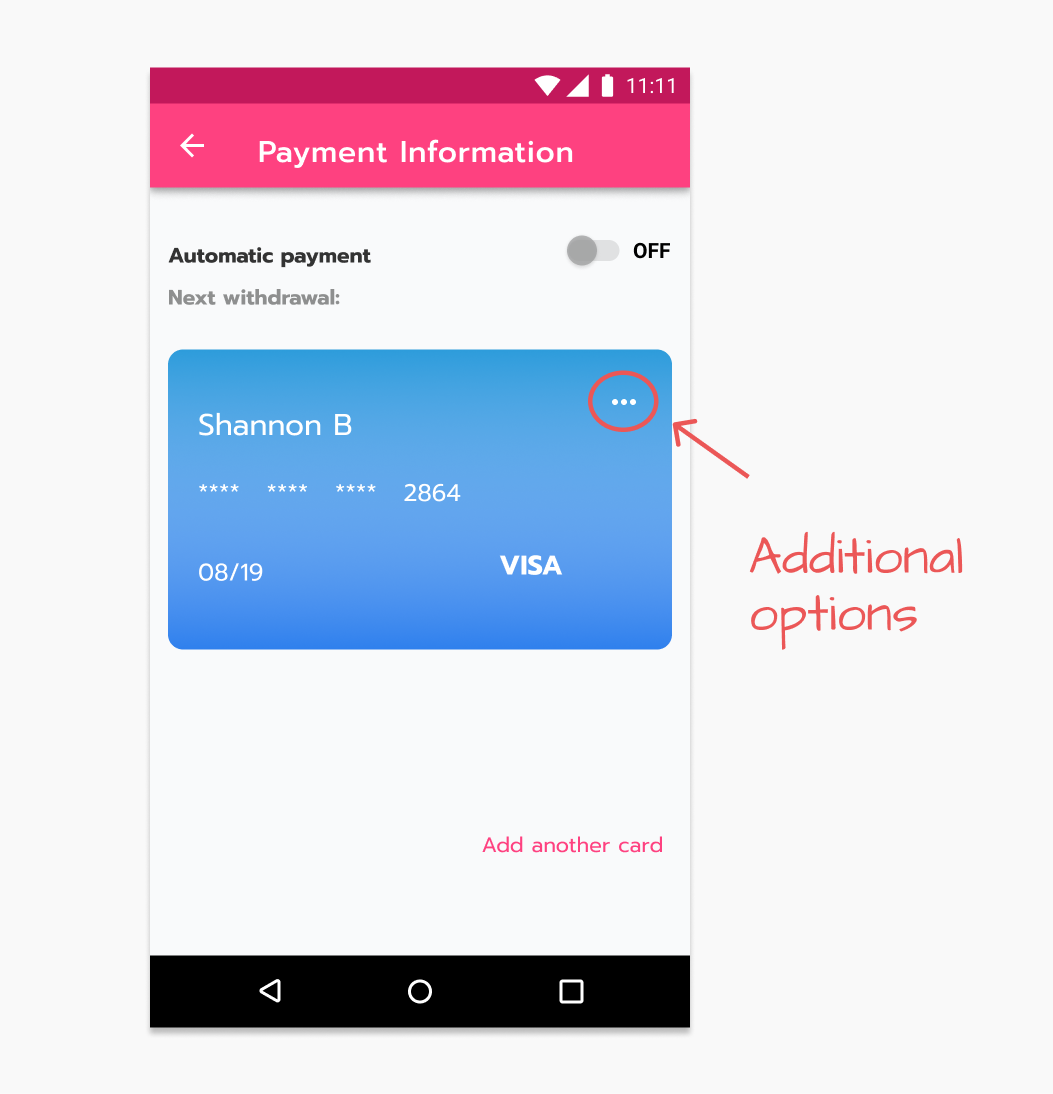 11:11
Payment Information
Automatic payment OFF
Next withdrawal:
Shannon B
**** **** **** 2864
08/19 VISA
Additional
options
Add another card